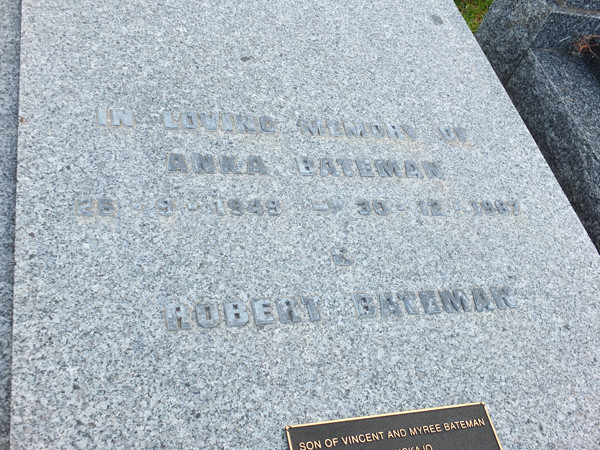 IN LOVING MEMORY OF
ANKA BATEMAN
28 - 9 - 1949 - 30 - 12 1987
&
ROBERT BATEMAN
SON OF VINCENT AND MYREE BATEMAN